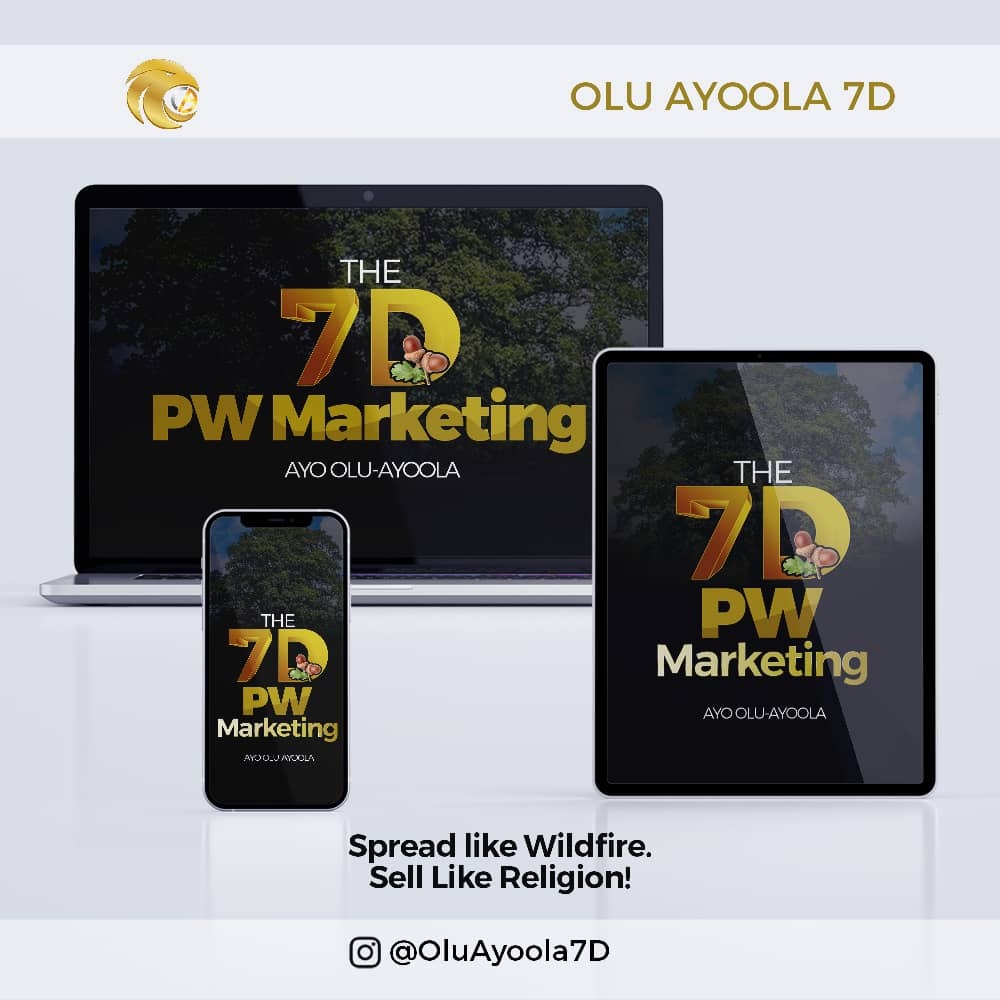 OLU AYOOLA 7D
THE
7D
PW Marketing
AYO OLU-AYOOLA
THE
7D
PW
Marketing
AYO OLU-AYOOLA
THE
7D
PW
Marketing
AYO OLU-AYOOLA
Spread like Wildfire.
Sell Like Religion!
@OluAyoola7D